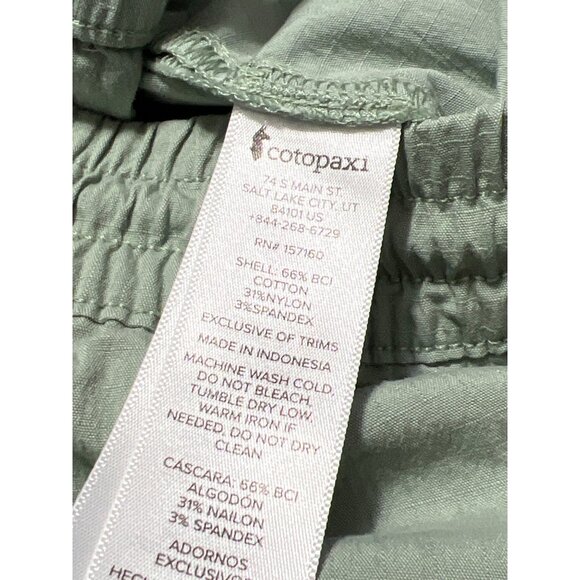 cotopaxi
74 S MAIN ST.
SALT LAKE CITY, UT
84101 US
+844-268-6729
RN# 157160
SHELL: 66% BCI
COTTON
31%NYLON
3%SPANDEX
EXCLUSIVE OF TRIMS
MADE IN INDONESIA
MACHINE WASH COLD.
DO NOT BLEACH.
TUMBLE DRY LOW.
WARM IRON IF
NEEDED. DO NOT DRY
CLEAN
CÁSCARA: 66% BCI
ALGODÓN
31% NAILON
3% SPANDEX
ADORNOS
EXCLUSIVOS